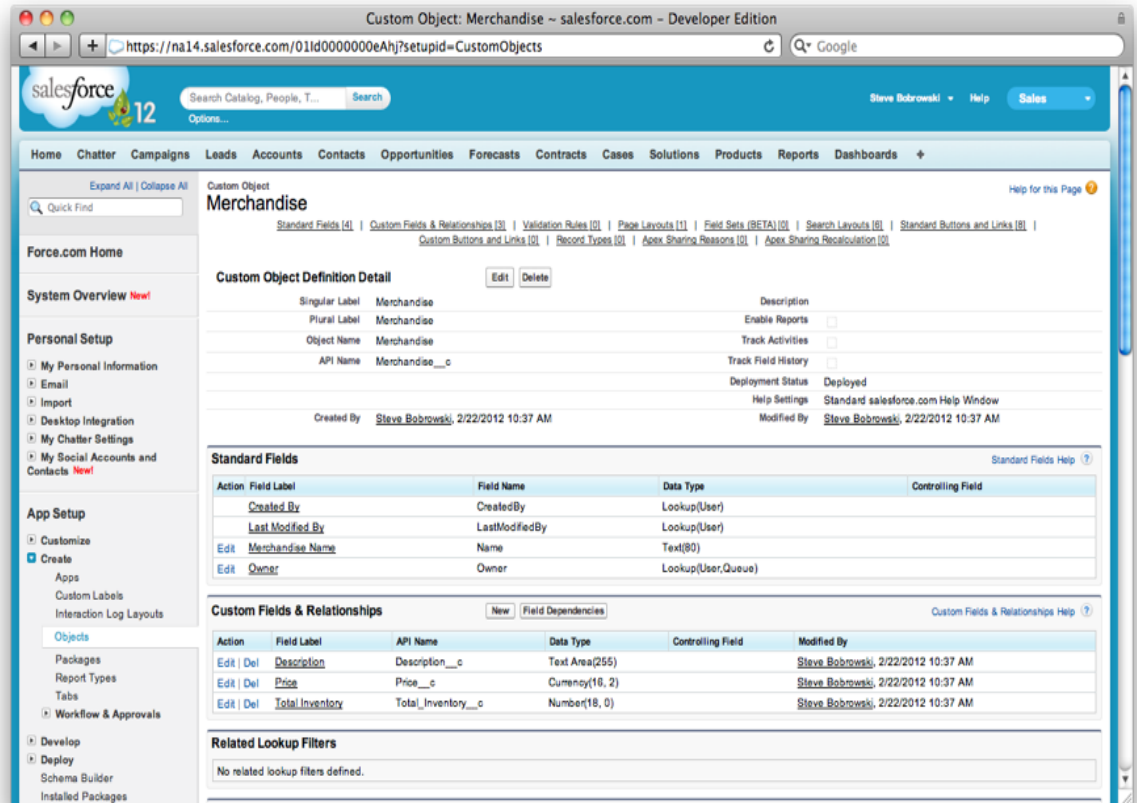 Custom Object: Merchandise ~ salesforce.com – Developer Edition
https://na14.salesforce.com/01Id0000000eAhj?setupid=CustomObjects
Google
salesforce 12
Search Catalog, People, T... Search
Options...
Steve Bobrowski Help Sales
Home Chatter Campaigns Leads Accounts Contacts Opportunities Forecasts Contracts Cases Solutions Products Reports Dashboards +
Expand All | Collapse All
Quick Find
Force.com Home
System Overview New!
Personal Setup
My Personal Information
Email
Import
Desktop Integration
My Chatter Settings
My Social Accounts and
Contacts New!
App Setup
Customize
Create
Apps
Custom Labels
Interaction Log Layouts
Objects
Packages
Report Types
Tabs
Workflow & Approvals
Develop
Deploy
Schema Builder
Installed Packages
Custom Object
Merchandise
Help for this Page ?
Standard Fields [4] | Custom Fields & Relationships [3] | Validation Rules [0] | Page Layouts [1] | Field Sets (BETA) [0] | Search Layouts [6] | Standard Buttons and Links [8] |
Custom Buttons and Links [0] | Record Types [0] | Apex Sharing Reasons [0] | Apex Sharing Recalculation [0]
Custom Object Definition Detail Edit Delete
Singular Label Merchandise Description
Plural Label Merchandise Enable Reports
Object Name Merchandise Track Activities
API Name Merchandise__c Track Field History
Deployment Status Deployed
Help Settings Standard salesforce.com Help Window
Created By Steve Bobrowski, 2/22/2012 10:37 AM Modified By Steve Bobrowski, 2/22/2012 10:37 AM
Standard Fields Standard Fields Help ?
Action Field Label Field Name Data Type Controlling Field
Created By CreatedBy Lookup(User)
Last Modified By LastModifiedBy Lookup(User)
Edit Merchandise Name Name Text(80)
Edit Owner Owner Lookup(User,Queue)
Custom Fields & Relationships New Field Dependencies Custom Fields & Relationships Help ?
Action Field Label API Name Data Type Controlling Field Modified By
Edit | Del Description Description__c Text Area(255) Steve Bobrowski, 2/22/2012 10:37 AM
Edit | Del Price Price__c Currency(16, 2) Steve Bobrowski, 2/22/2012 10:37 AM
Edit | Del Total Inventory Total_Inventory__c Number(18, 0) Steve Bobrowski, 2/22/2012 10:37 AM
Related Lookup Filters
No related lookup filters defined.